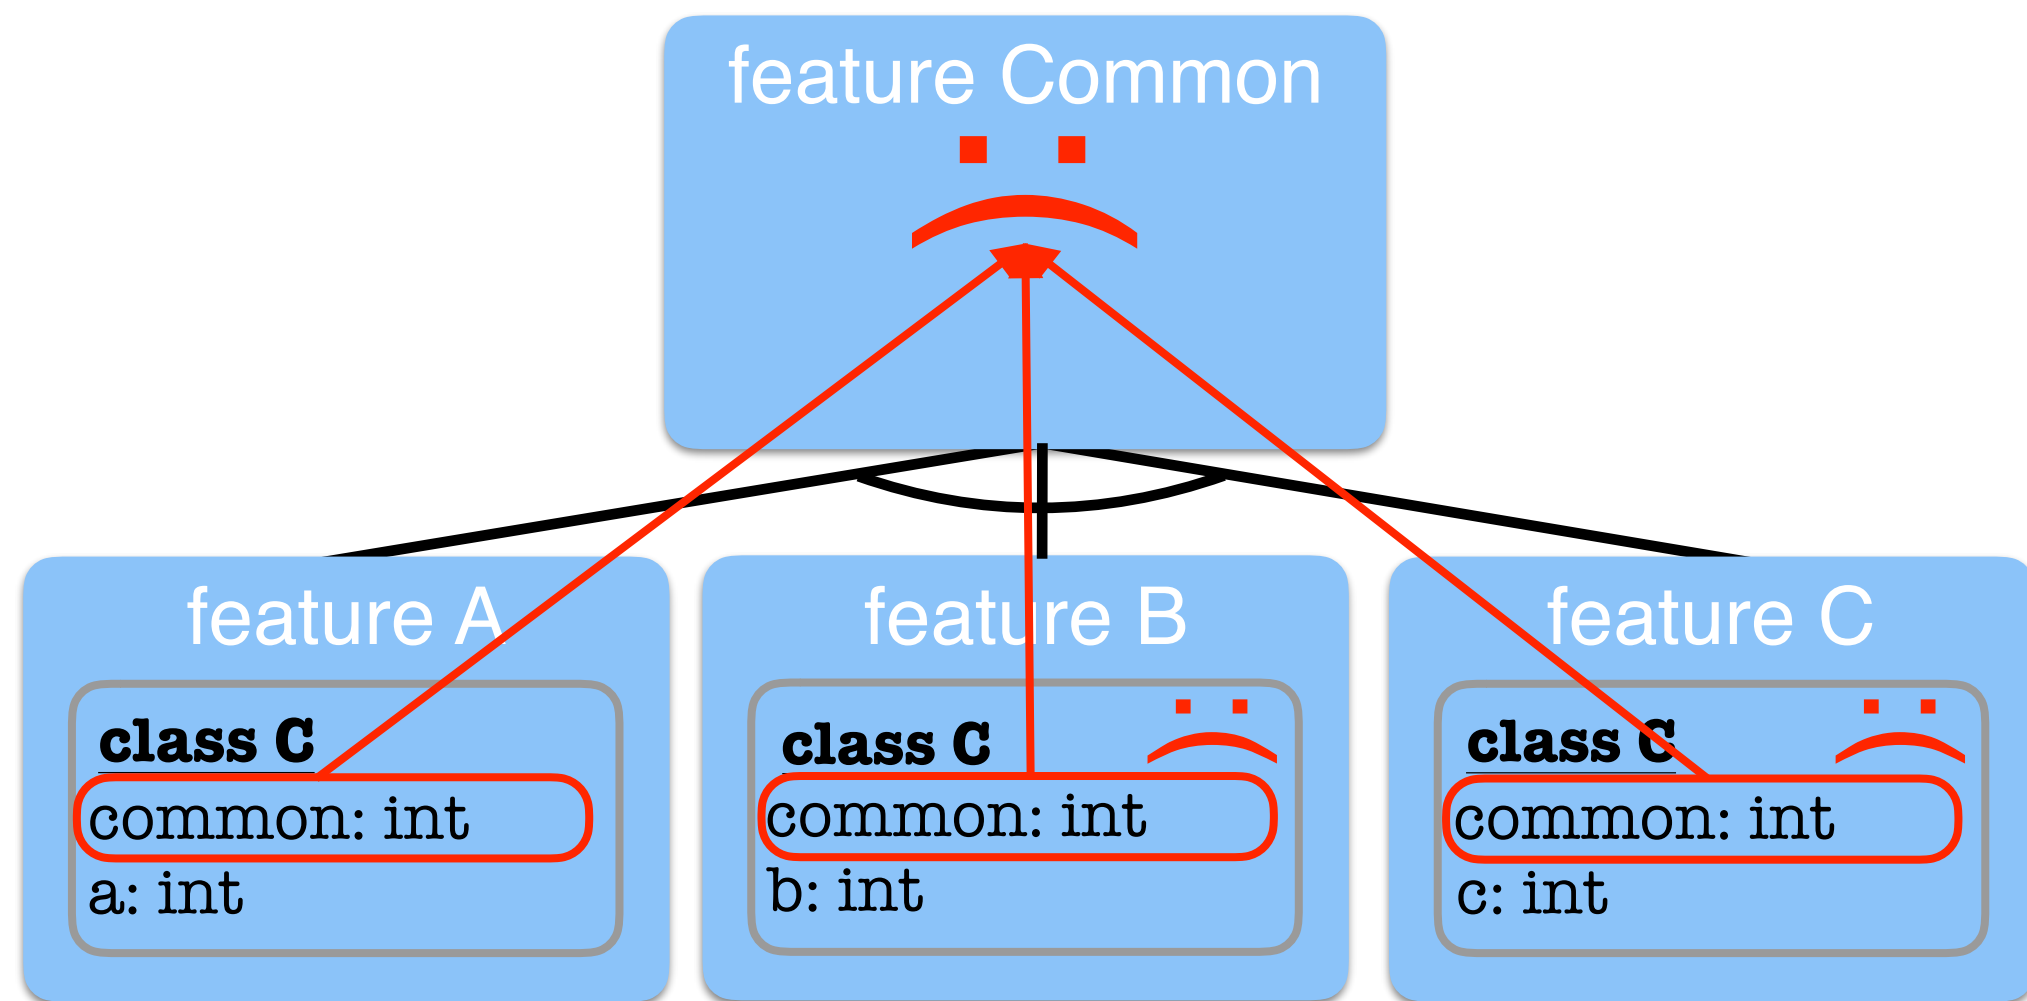 feature Common
feature A
class C
common: int
a: int
feature B
class C
common: int
b: int
feature C
class C
common: int
c: int